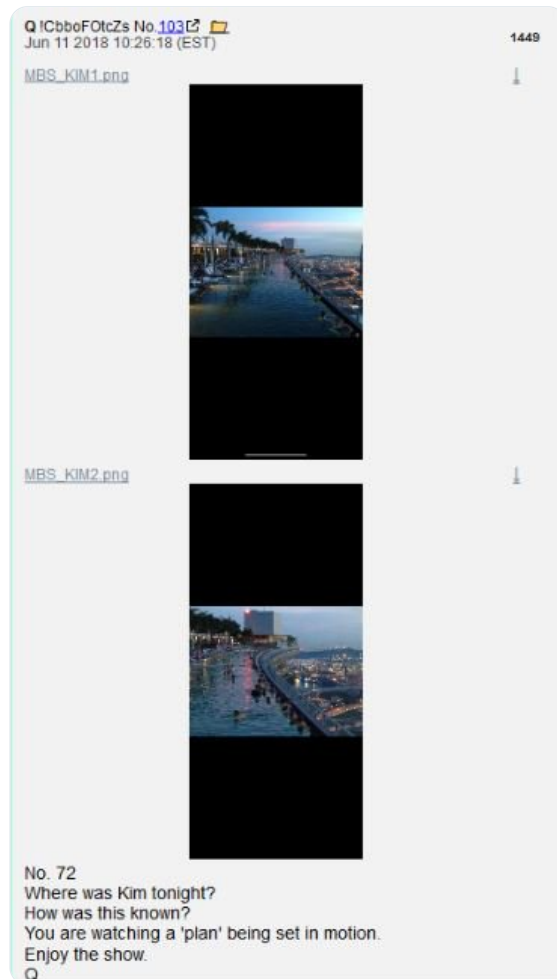 Q !CbboFOtcZs No.103
Jun 11 2018 10:26:18 (EST)
1449
MBS_KIM1.png
MBS_KIM2.png
No. 72
Where was Kim tonight?
How was this known?
You are watching a 'plan' being set in motion.
Enjoy the show.
Q